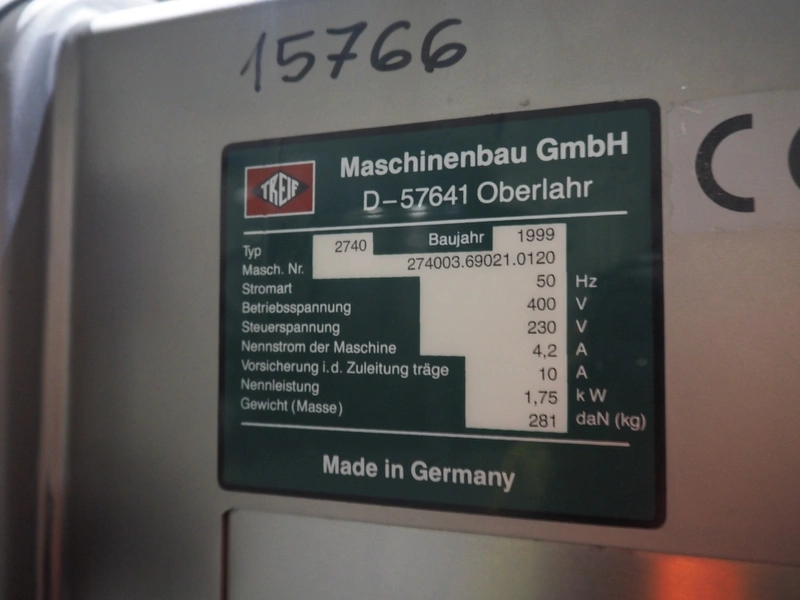 15766
TREIF
Maschinenbau GmbH
D-57641 Oberlahr
Typ 2740 Baujahr 1999
Masch. Nr. 274003.69021.0120
Stromart 50 Hz
Betriebsspannung 400 V
Steuerspannung 230 V
Nennstrom der Maschine 4,2 A
Vorsicherung i.d. Zuleitung träge 10 A
Nennleistung 1,75 kW
Gewicht (Masse) 281 daN (kg)
Made in Germany